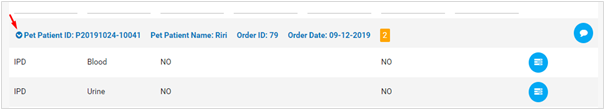 Pet Patient ID: P20191024-10041 Pet Patient Name: Riri Order ID: 79 Order Date: 09-12-2019 2
IPD Blood NO NO
IPD Urine NO NO